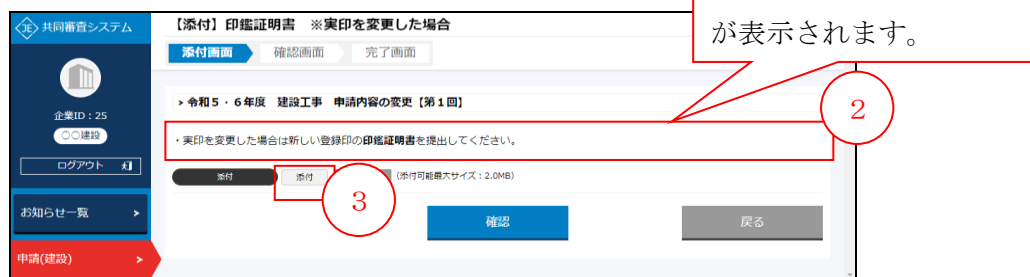 共同審査システム
【添付】印鑑証明書 ※実印を変更した場合
が表示されます。
添付画面
確認画面
完了画面
企業ID：25
〇〇建設
ログアウト
お知らせ一覧 >
申請(建設) >
> 令和５・６年度 建設工事 申請内容の変更【第１回】
・実印を変更した場合は新しい登録印の印鑑証明書を提出してください。
添付
添付
(添付可能最大サイズ：2.0MB)
確認
戻る
２
３